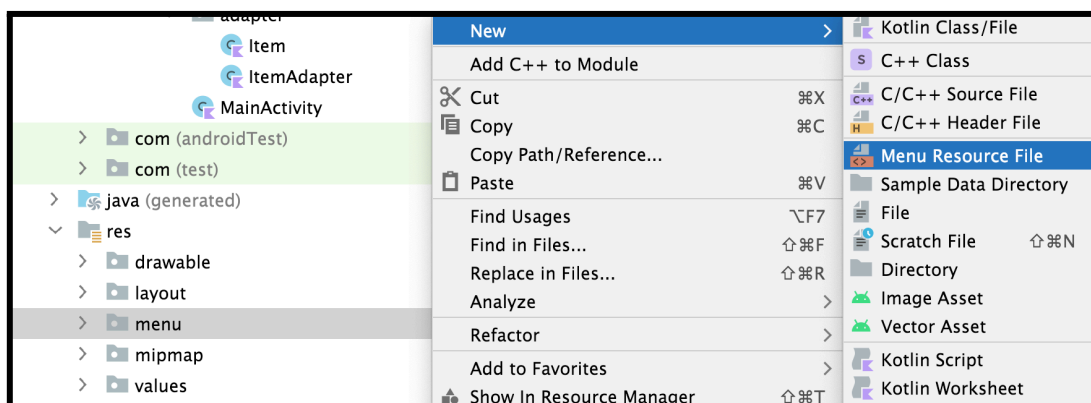 adapter
Item
ItemAdapter
MainActivity
com (androidTest)
com (test)
java (generated)
res
drawable
layout
menu
mipmap
values
New
Add C++ to Module
Cut ⌘X
Copy ⌘C
Copy Path/Reference...
Paste ⌘V
Find Usages ⌥F7
Find in Files... ⇧⌘F
Replace in Files... ⇧⌘R
Analyze
Refactor
Add to Favorites
Show In Resource Manager ⇧⌘T
Kotlin Class/File
S C++ Class
C++ C/C++ Source File
H C/C++ Header File
<> Menu Resource File
Sample Data Directory
File
Scratch File ⇧⌘N
Directory
Image Asset
Vector Asset
Kotlin Script
Kotlin Worksheet